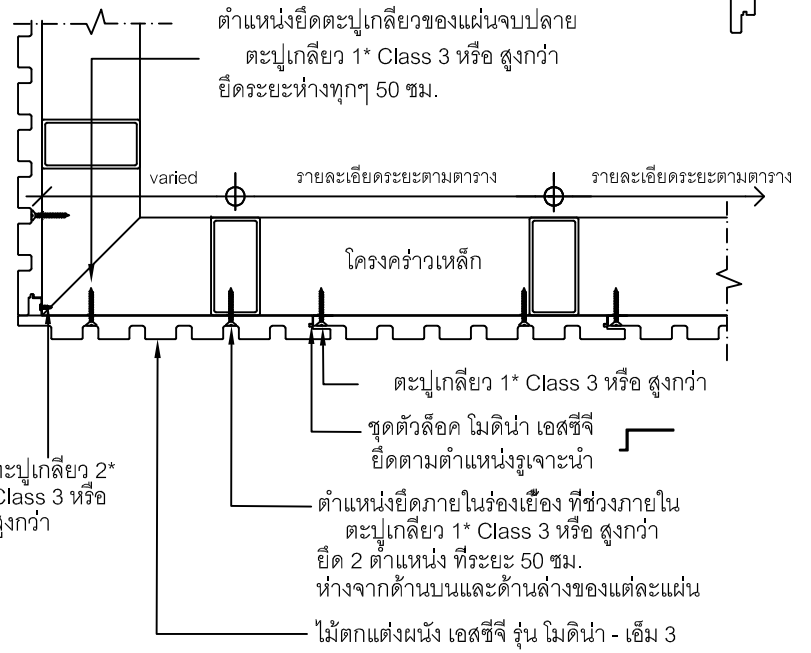 ตำแหน่งยึดตะปูเกลียวของแผ่นจบปลาย
ตะปูเกลียว 1* Class 3 หรือ สูงกว่า
ยึดระยะห่างทุกๆ 50 ซม.
varied
รายละเอียดระยะตามตาราง
รายละเอียดระยะตามตาราง
โครงคร่าวเหล็ก
ตะปูเกลียว 1* Class 3 หรือ สูงกว่า
ชุดตัวล็อค โมดิน่า เอสซีจี
ยึดตามตำแหน่งรูเจาะนำ
ตะปูเกลียว 2*
Class 3 หรือ
สูงกว่า
ตำแหน่งยึดภายในร่องเยื้อง ที่ช่วงภายใน
ตะปูเกลียว 1* Class 3 หรือ สูงกว่า
ยึด 2 ตำแหน่ง ที่ระยะ 50 ซม.
ห่างจากด้านบนและด้านล่างของแต่ละแผ่น
ไม้ตกแต่งผนัง เอสซีจี รุ่น โมดิน่า - เอ็ม 3